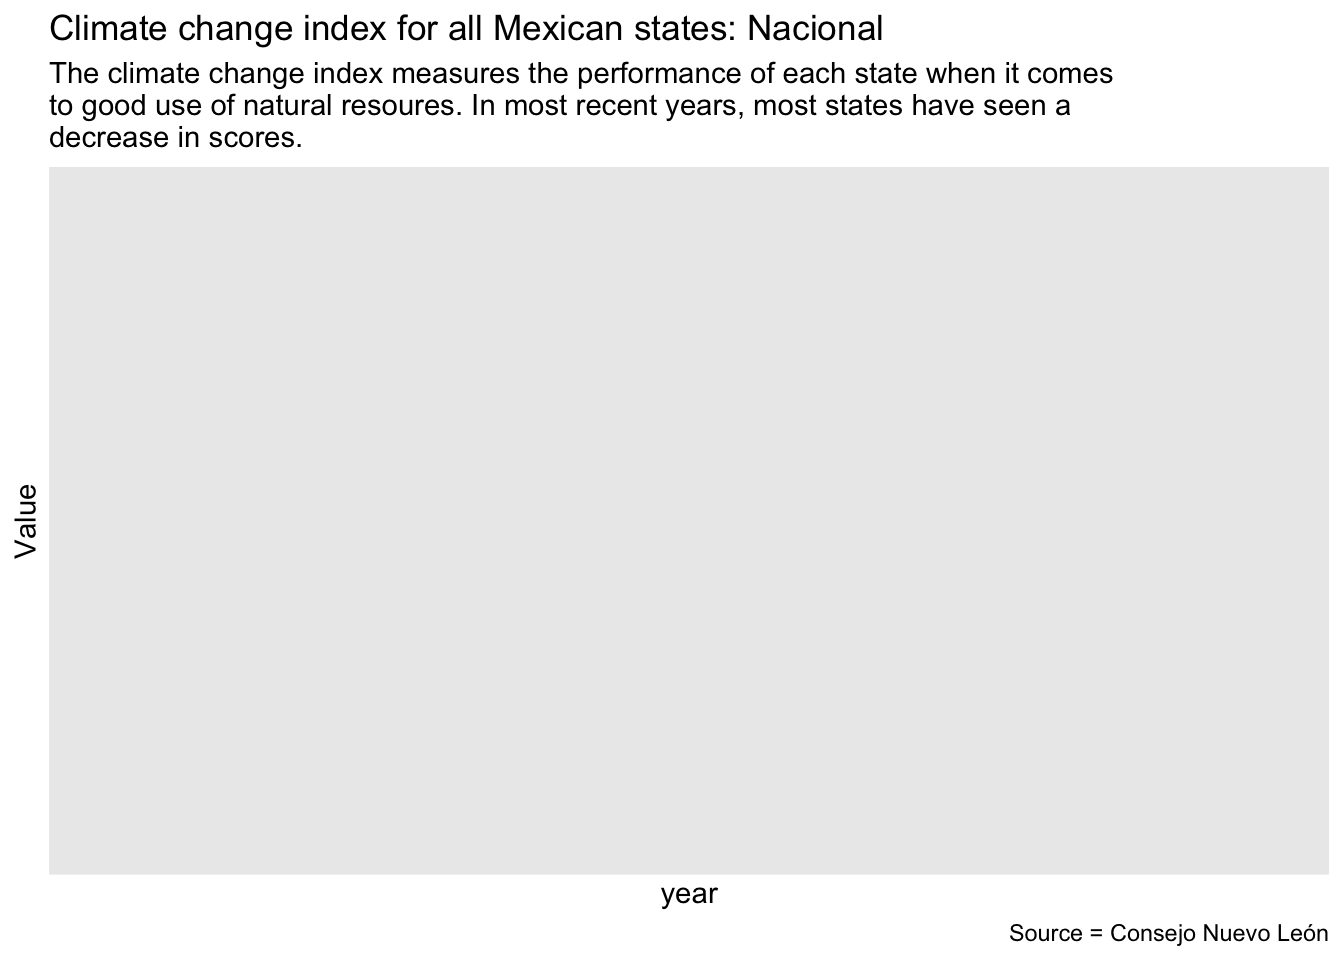 Climate change index for all Mexican states: Nacional
The climate change index measures the performance of each state when it comes
to good use of natural resoures. In most recent years, most states have seen a
decrease in scores.
Value
year
Source = Consejo Nuevo León